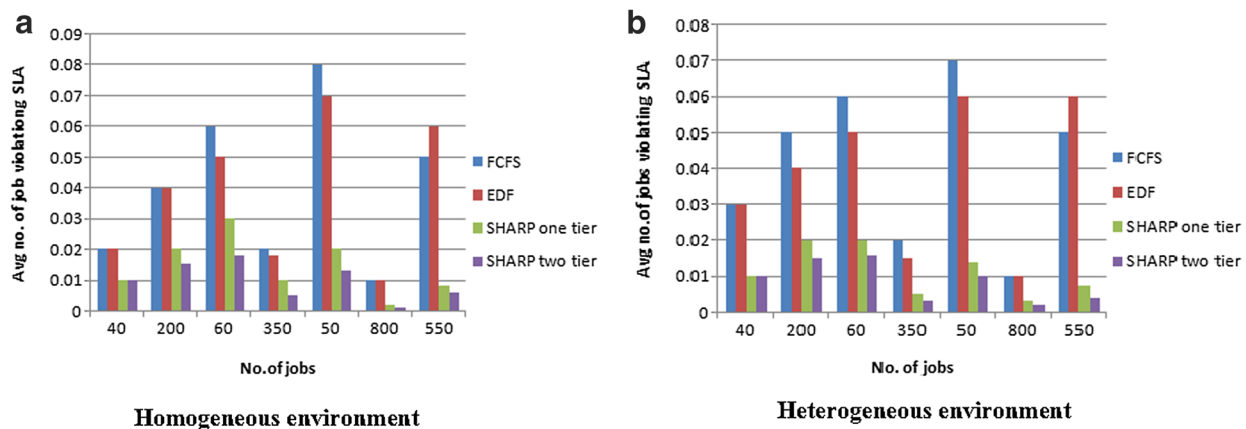 a
0.09
0.08
0.07
0.06
0.05
0.04
0.03
0.02
0.01
0
Avg no. of job violationg SLA
40 200 60 350 50 800 550
No.of jobs
FCFS
EDF
SHARP one tier
SHARP two tier
Homogeneous environment
b
0.08
0.07
0.06
0.05
0.04
0.03
0.02
0.01
0
Avg no.of jobs violating SLA
40 200 60 350 50 800 550
No. of jobs
FCFS
EDF
SHARP one tier
SHARP two tier
Heterogeneous environment